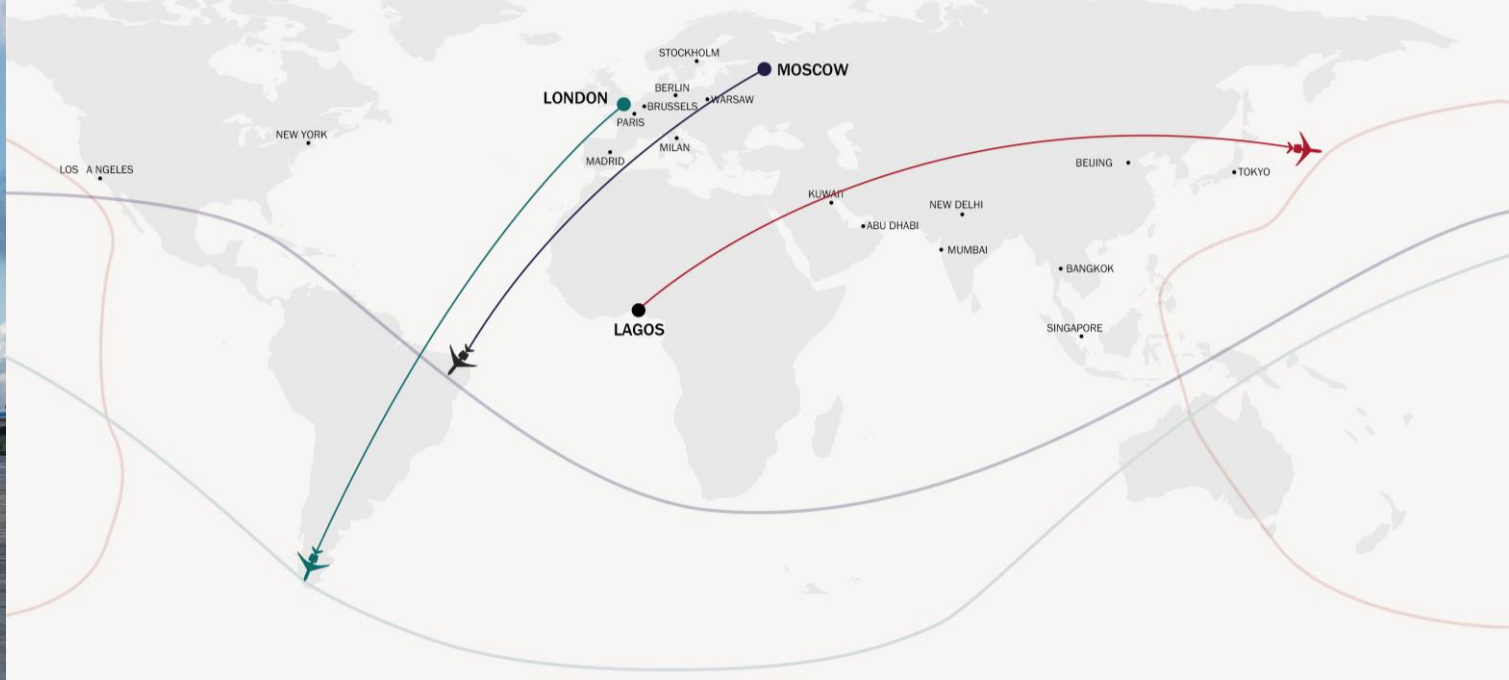 STOCKHOLM
MOSCOW
BERLIN
LONDON
WARSAW
BRUSSELS
PARIS
NEW YORK
MILAN
MADRID
BEIJING
LOS A NGELES
TOKYO
KUWAIT
NEW DELHI
ABU DHABI
MUMBAI
BANGKOK
LAGOS
SINGAPORE